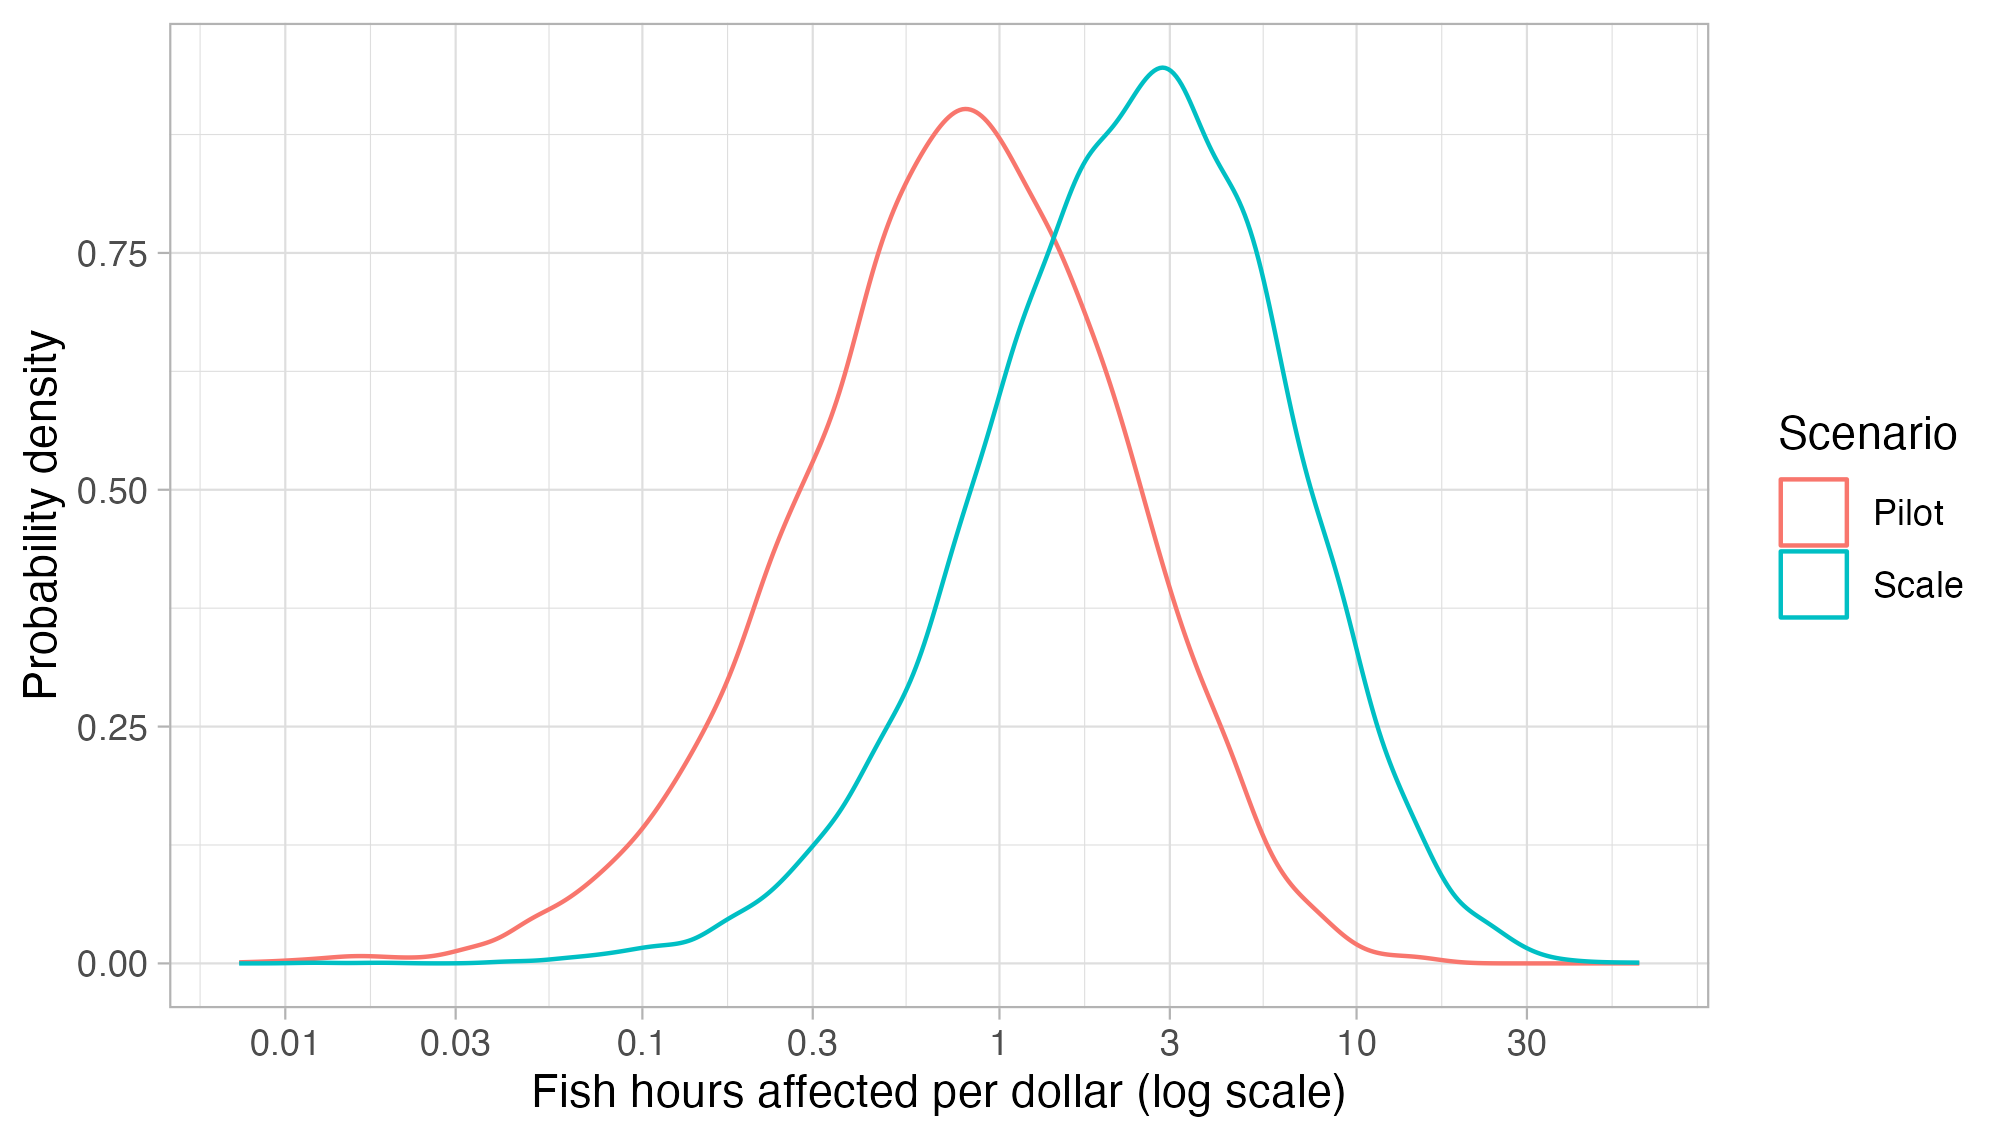 Probability density
0.75
0.50
0.25
0.00
0.01 0.03 0.1 0.3 1 3 10 30
Fish hours affected per dollar (log scale)
Scenario
Pilot
Scale